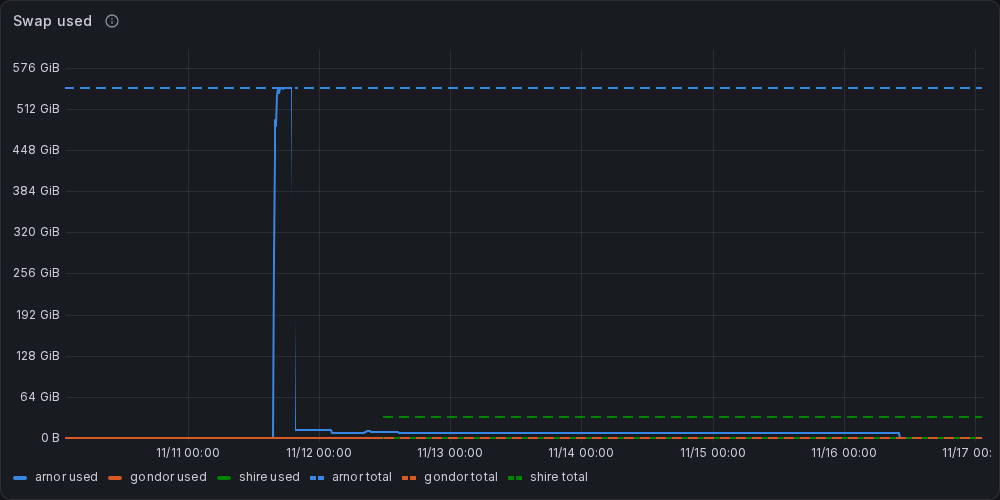 Swap used
576 GiB
512 GiB
448 GiB
384 GiB
320 GiB
256 GiB
192 GiB
128 GiB
64 GiB
0 B
11/11 00:00 11/12 00:00 11/13 00:00 11/14 00:00 11/15 00:00 11/16 00:00 11/17 00:
arnor used gondor used shire used arnor total gondor total shire total